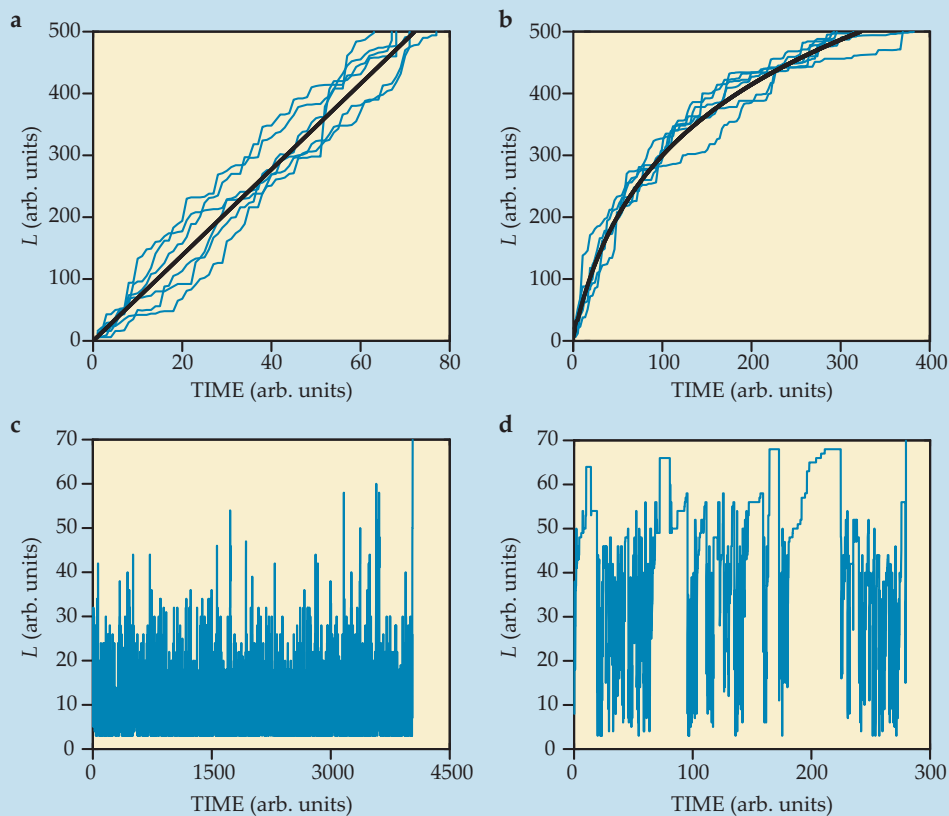 a
500
400
300
200
100
0
L (arb. units)
0 20 40 60 80
TIME (arb. units)
b
500
400
300
200
100
0
L (arb. units)
0 100 200 300 400
TIME (arb. units)
c
70
60
50
40
30
20
10
0
L (arb. units)
0 1500 3000 4500
TIME (arb. units)
d
70
60
50
40
30
20
10
0
L (arb. units)
0 100 200 300
TIME (arb. units)